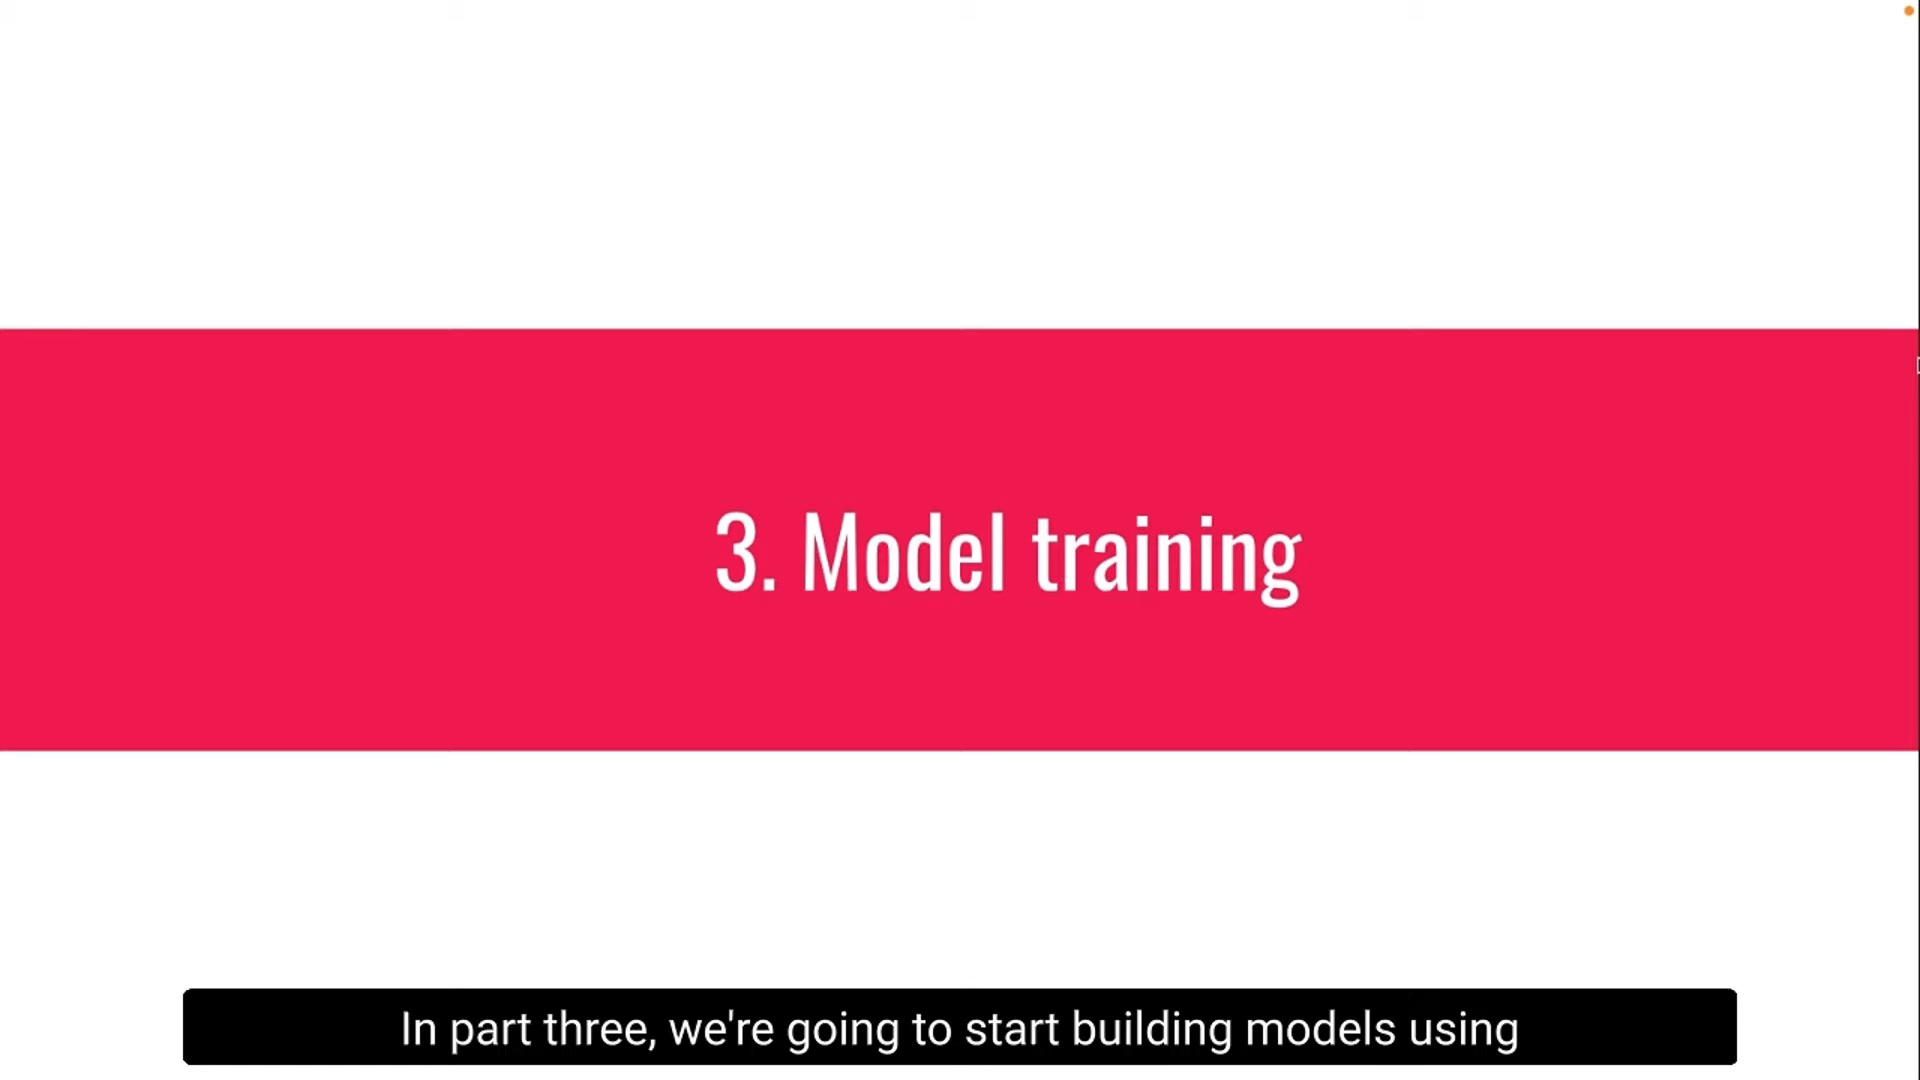 3. Model training
In part three, we're going to start building models using